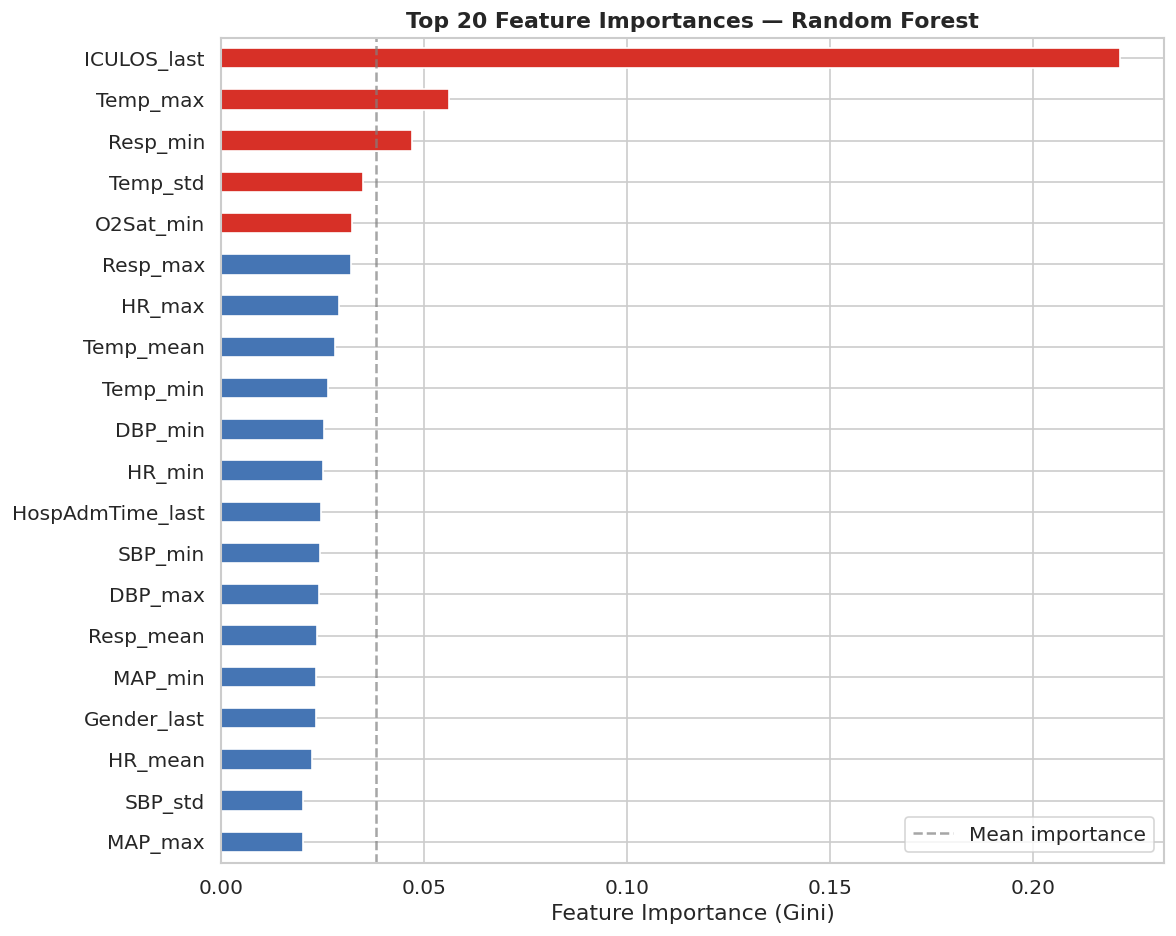 Top 20 Feature Importances — Random Forest
ICULOS_last
Temp_max
Resp_min
Temp_std
O2Sat_min
Resp_max
HR_max
Temp_mean
Temp_min
DBP_min
HR_min
HospAdmTime_last
SBP_min
DBP_max
Resp_mean
MAP_min
Gender_last
HR_mean
SBP_std
MAP_max
Mean importance
0.00 0.05 0.10 0.15 0.20
Feature Importance (Gini)